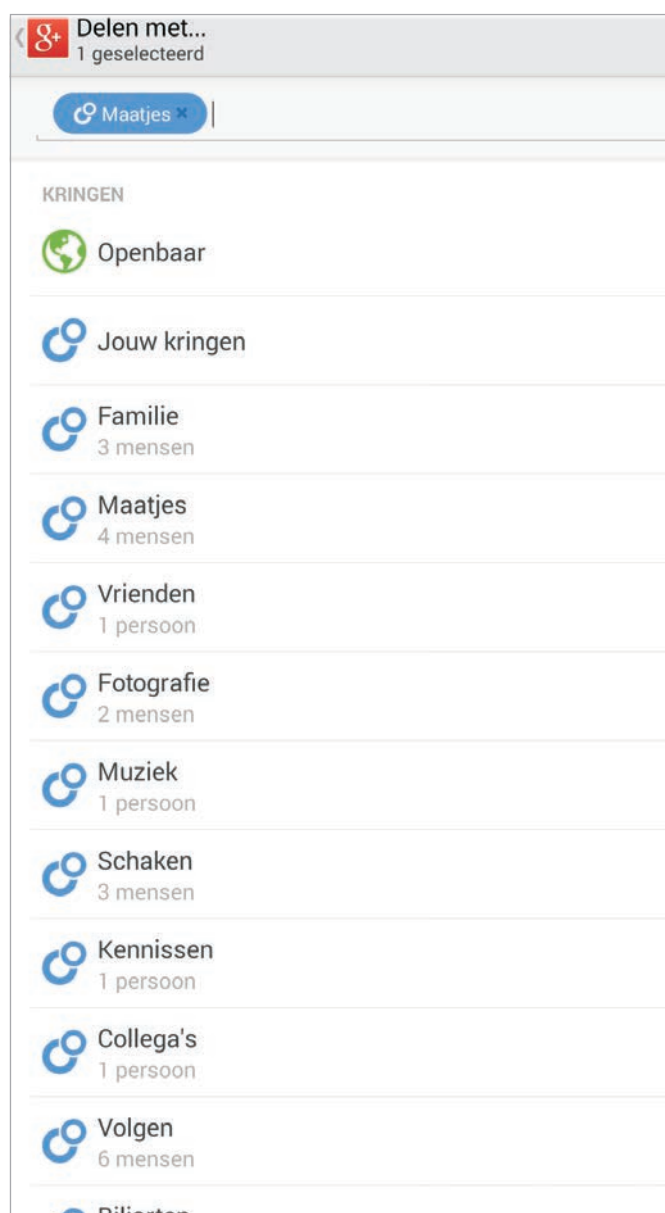 Delen met...
1 geselecteerd
Maatjes
KRINGEN
Openbaar
Jouw kringen
Familie
3 mensen
Maatjes
4 mensen
Vrienden
1 persoon
Fotografie
2 mensen
Muziek
1 persoon
Schaken
3 mensen
Kennissen
1 persoon
Collega's
1 persoon
Volgen
6 mensen